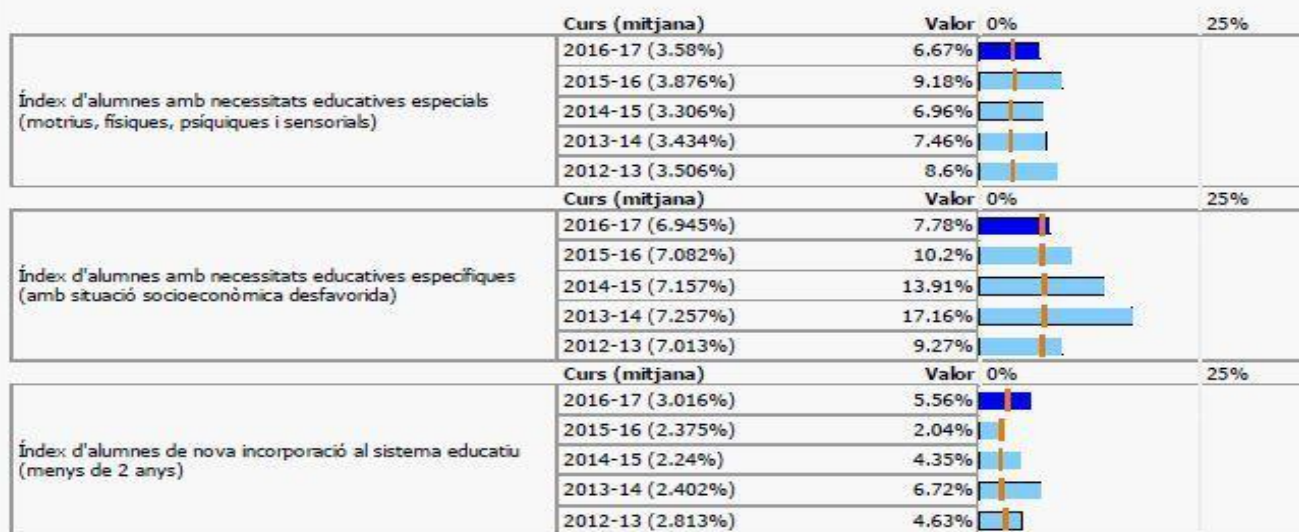 Curs (mitjana) Valor 0% 25%
Índex d'alumnes amb necessitats educatives especials
(motrius, físiques, psíquiques i sensorials)
2016-17 (3.58%) 6.67%
2015-16 (3.876%) 9.18%
2014-15 (3.306%) 6.96%
2013-14 (3.434%) 7.46%
2012-13 (3.506%) 8.6%
Curs (mitjana) Valor 0% 25%
Índex d'alumnes amb necessitats educatives específiques
(amb situació socioeconòmica desfavorida)
2016-17 (6.945%) 7.78%
2015-16 (7.082%) 10.2%
2014-15 (7.157%) 13.91%
2013-14 (7.257%) 17.16%
2012-13 (7.013%) 9.27%
Curs (mitjana) Valor 0% 25%
Índex d'alumnes de nova incorporació al sistema educatiu
(menys de 2 anys)
2016-17 (3.016%) 5.56%
2015-16 (2.375%) 2.04%
2014-15 (2.24%) 4.35%
2013-14 (2.402%) 6.72%
2012-13 (2.813%) 4.63%